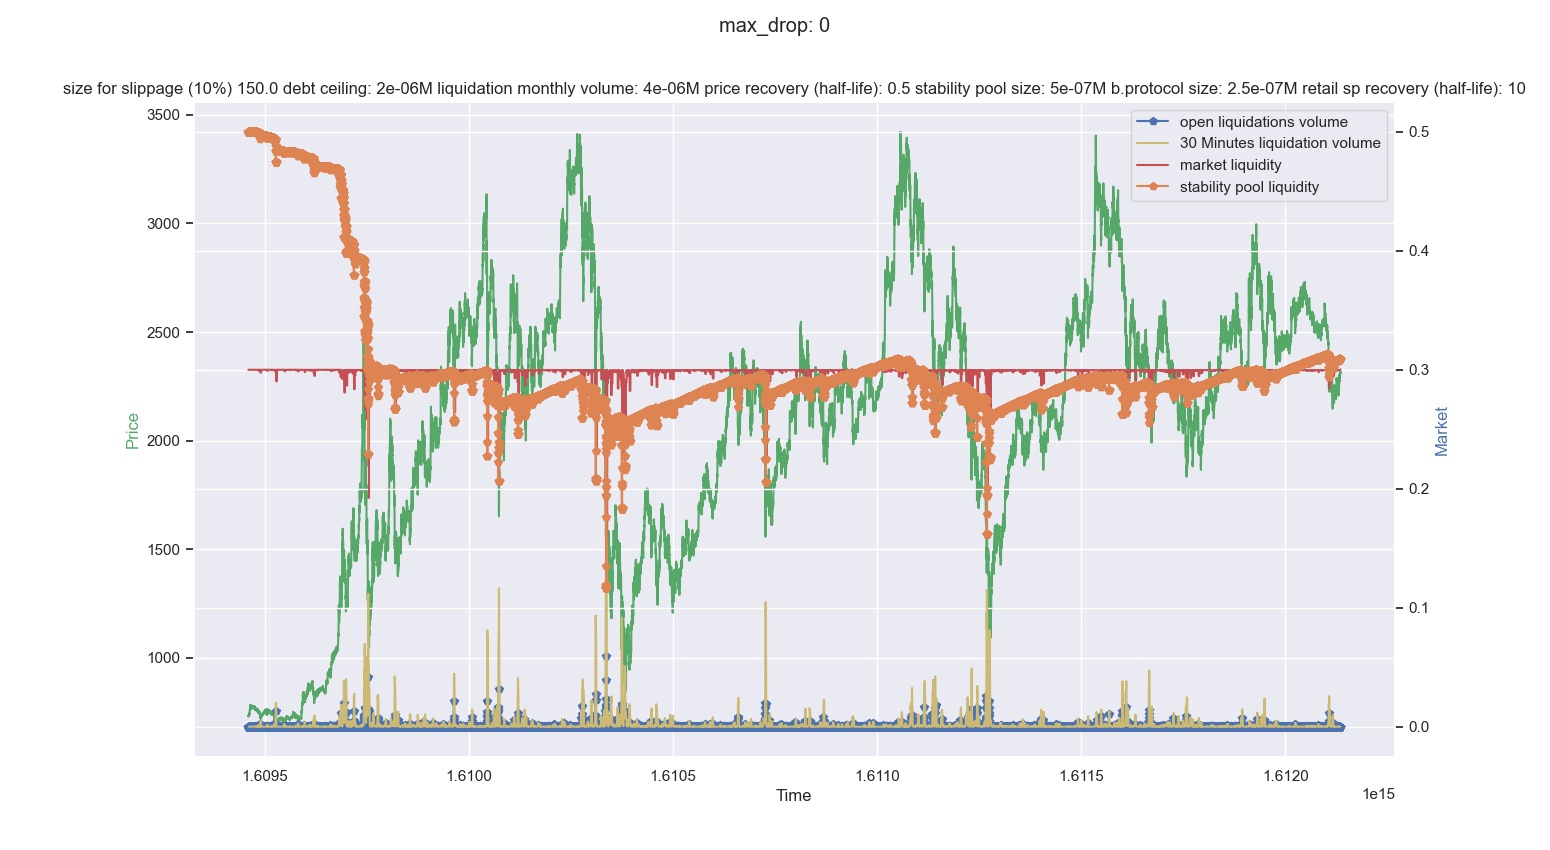 max_drop: 0
size for slippage (10%) 150.0 debt ceiling: 2e-06M liquidation monthly volume: 4e-06M price recovery (half-life): 0.5 stability pool size: 5e-07M b.protocol size: 2.5e-07M retail sp recovery (half-life): 10
open liquidations volume
30 Minutes liquidation volume
market liquidity
stability pool liquidity
3500
3000
2500
2000
1500
1000
Price
0.5
0.4
0.3
0.2
0.1
0.0
Market
1.6095
1.6100
1.6105
1.6110
1.6115
1.6120
Time
1e15